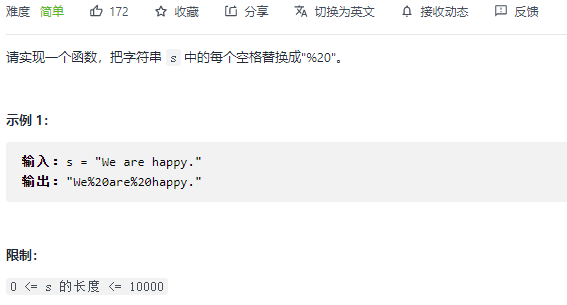 难度 简单 172 收藏 分享 切换为英文 接收动态 反馈
请实现一个函数，把字符串 s 中的每个空格替换成"%20"。
示例 1：
输入：s = "We are happy."
输出："We%20are%20happy."
限制：
0 <= s 的长度 <= 10000